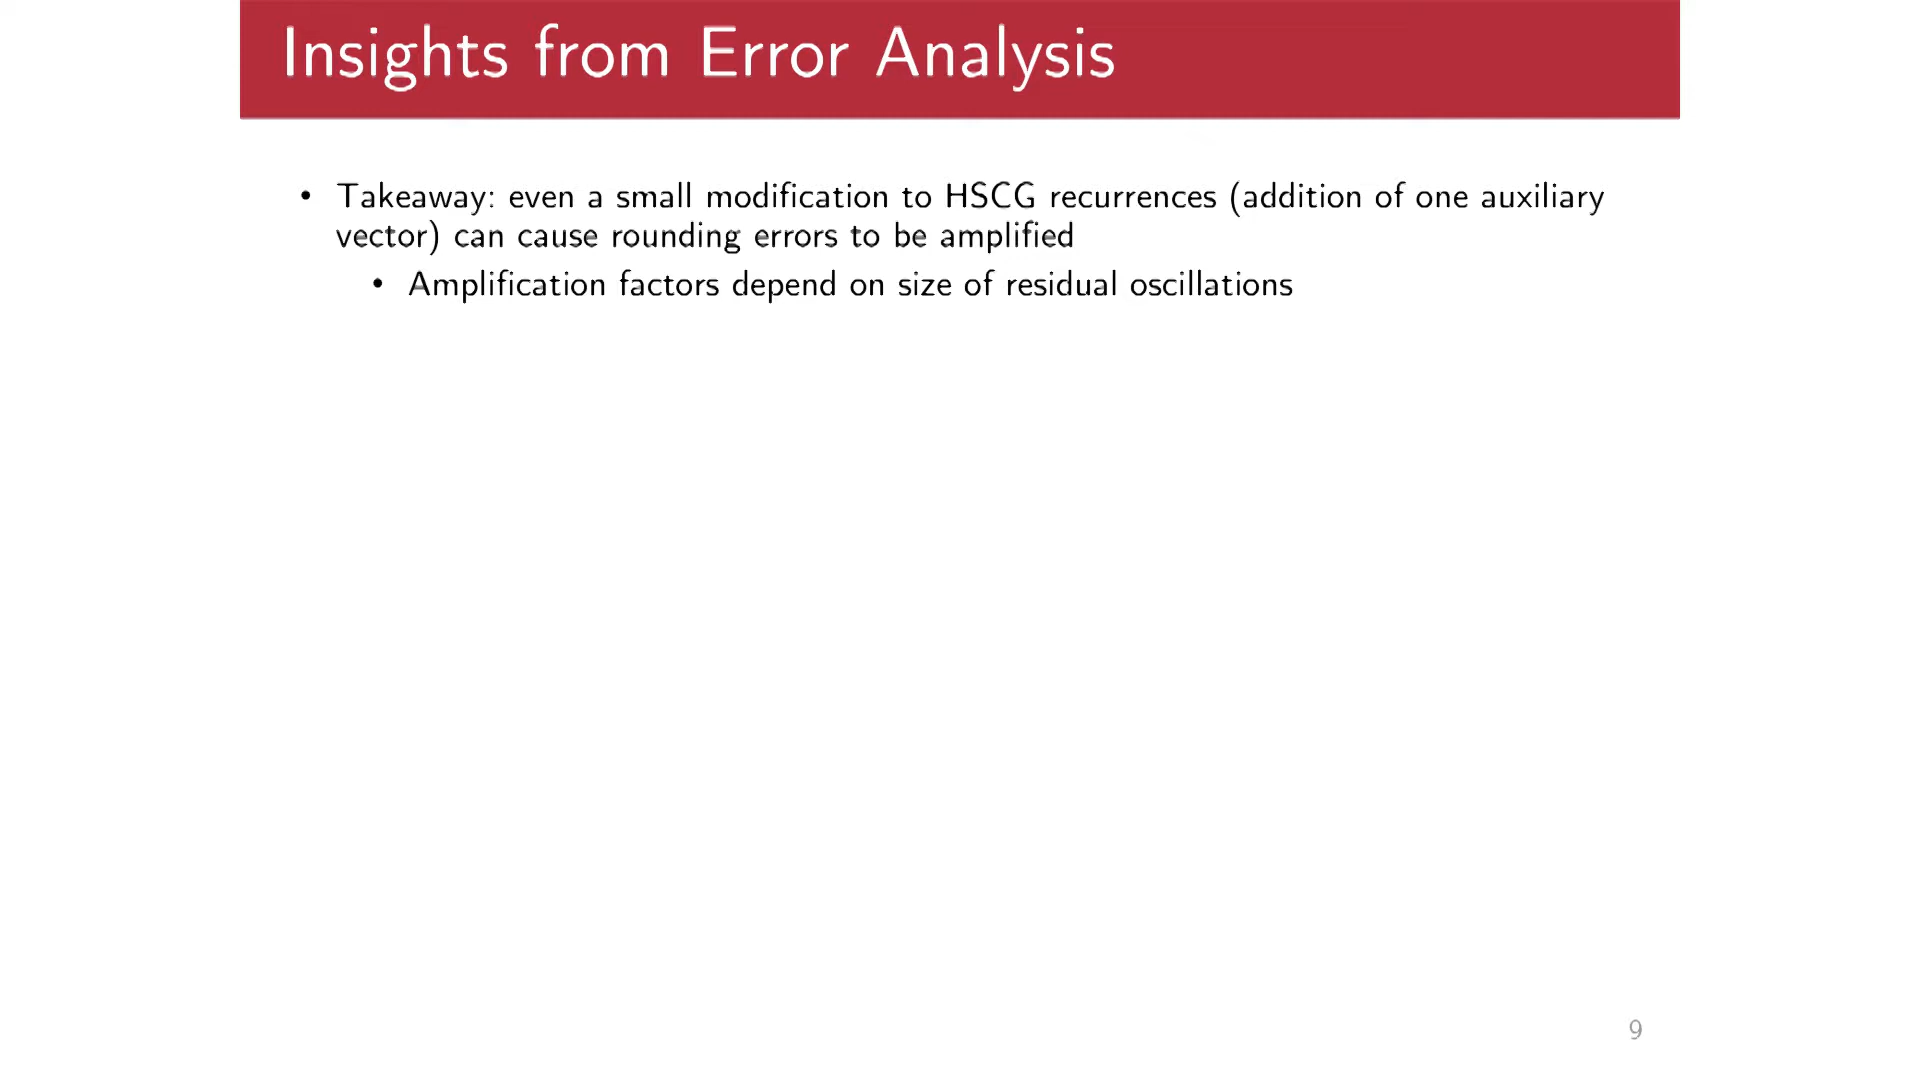 Insights from Error Analysis
• Takeaway: even a small modification to HSCG recurrences (addition of one auxiliary
vector) can cause rounding errors to be amplified
• Amplification factors depend on size of residual oscillations
9